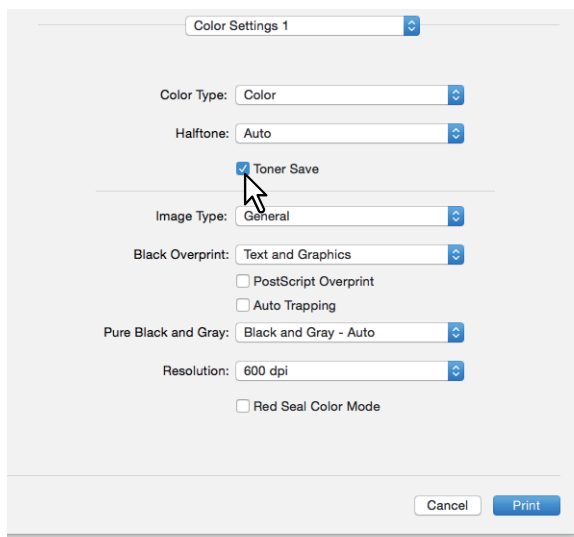 Color Settings 1
Color Type: Color
Halftone: Auto
Toner Save
Image Type: General
Black Overprint: Text and Graphics
PostScript Overprint
Auto Trapping
Pure Black and Gray: Black and Gray - Auto
Resolution: 600 dpi
Red Seal Color Mode
Cancel Print